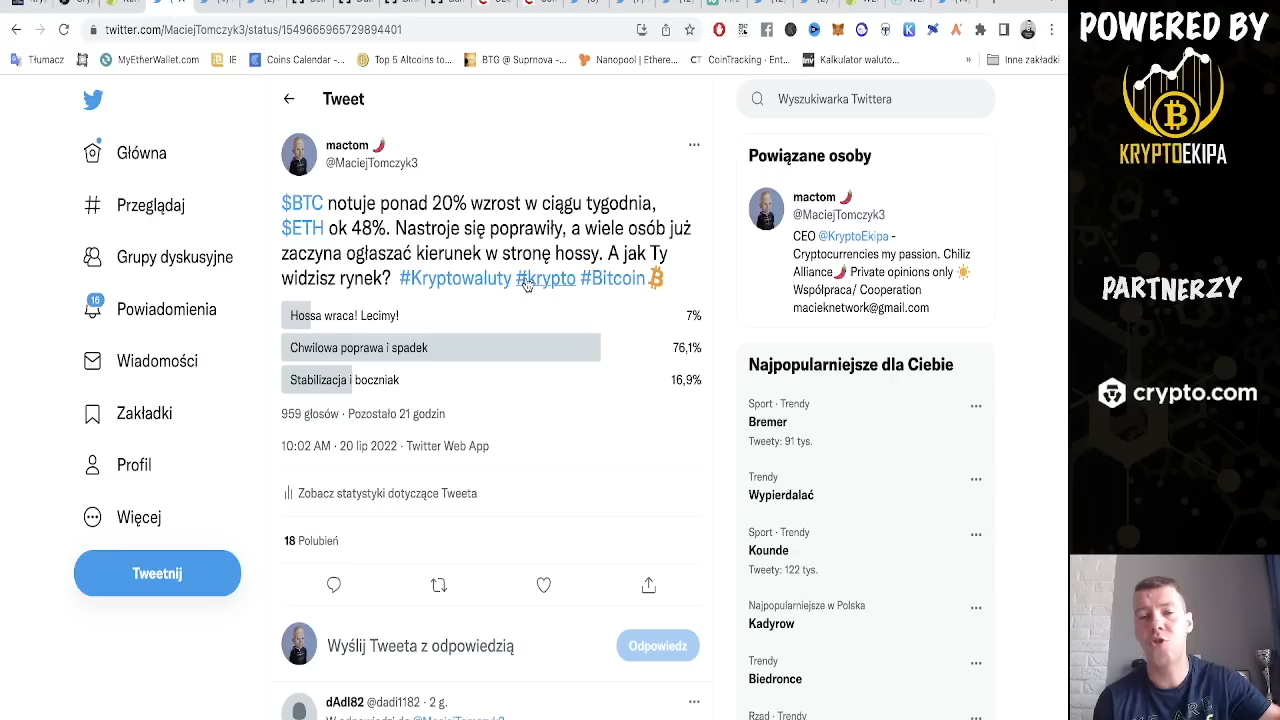 twitter.com/MaciejTomczyk3/status/1549665965729894401
Tłumacz
MyEtherWallet.com
IE
Coins:Calendar -...
Top 5 Altcoins to...
BTG @ Suprnova -...
Nanopool | Ethere...
CT CoinTracking · Ent...
Kalkulator waluto...
»
Inne zakładki
Główna
Przeglądaj
Grupy dyskusyjne
16
Powiadomienia
Wiadomości
Zakładki
Profil
Więcej
Tweetnij
Tweet
mactom
@MaciejTomczyk3
$BTC notuje ponad 20% wzrost w ciągu tygodnia,
$ETH ok 48%. Nastroje się poprawiły, a wiele osób już
zaczyna ogłaszać kierunek w stronę hossy. A jak Ty
widzisz rynek? #Kryptowaluty #krypto #Bitcoin
Hossa wraca! Lecimy! 7%
Chwilowa poprawa i spadek 76,1%
Stabilizacja i boczniak 16,9%
959 głosów · Pozostało 21 godzin
10:02 AM · 20 lip 2022 · Twitter Web App
Zobacz statystyki dotyczące Tweeta
18 Polubień
Wyślij Tweeta z odpowiedzią
Odpowiedz
dAdI82 @dadi1182 · 2 g.
W odpowiedzi do @MaciejTomczyk3
Wyszukiwarka Twittera
Powiązane osoby
mactom
@MaciejTomczyk3
CEO @KryptoEkipa -
Cryptocurrencies my passion. Chiliz
Alliance Private opinions only
Współpraca/ Cooperation
macieknetwork@gmail.com
Najpopularniejsze dla Ciebie
Sport · Trendy
Bremer
Tweety: 91 tys.
Trendy
Wypierdalać
Sport · Trendy
Kounde
Tweety: 122 tys.
Najpopularniejsze w Polska
Kadyrow
Trendy
Biedronce
Rząd · Trendy
POWERED BY
KRYPTOEKIPA
PARTNERZY
crypto.com